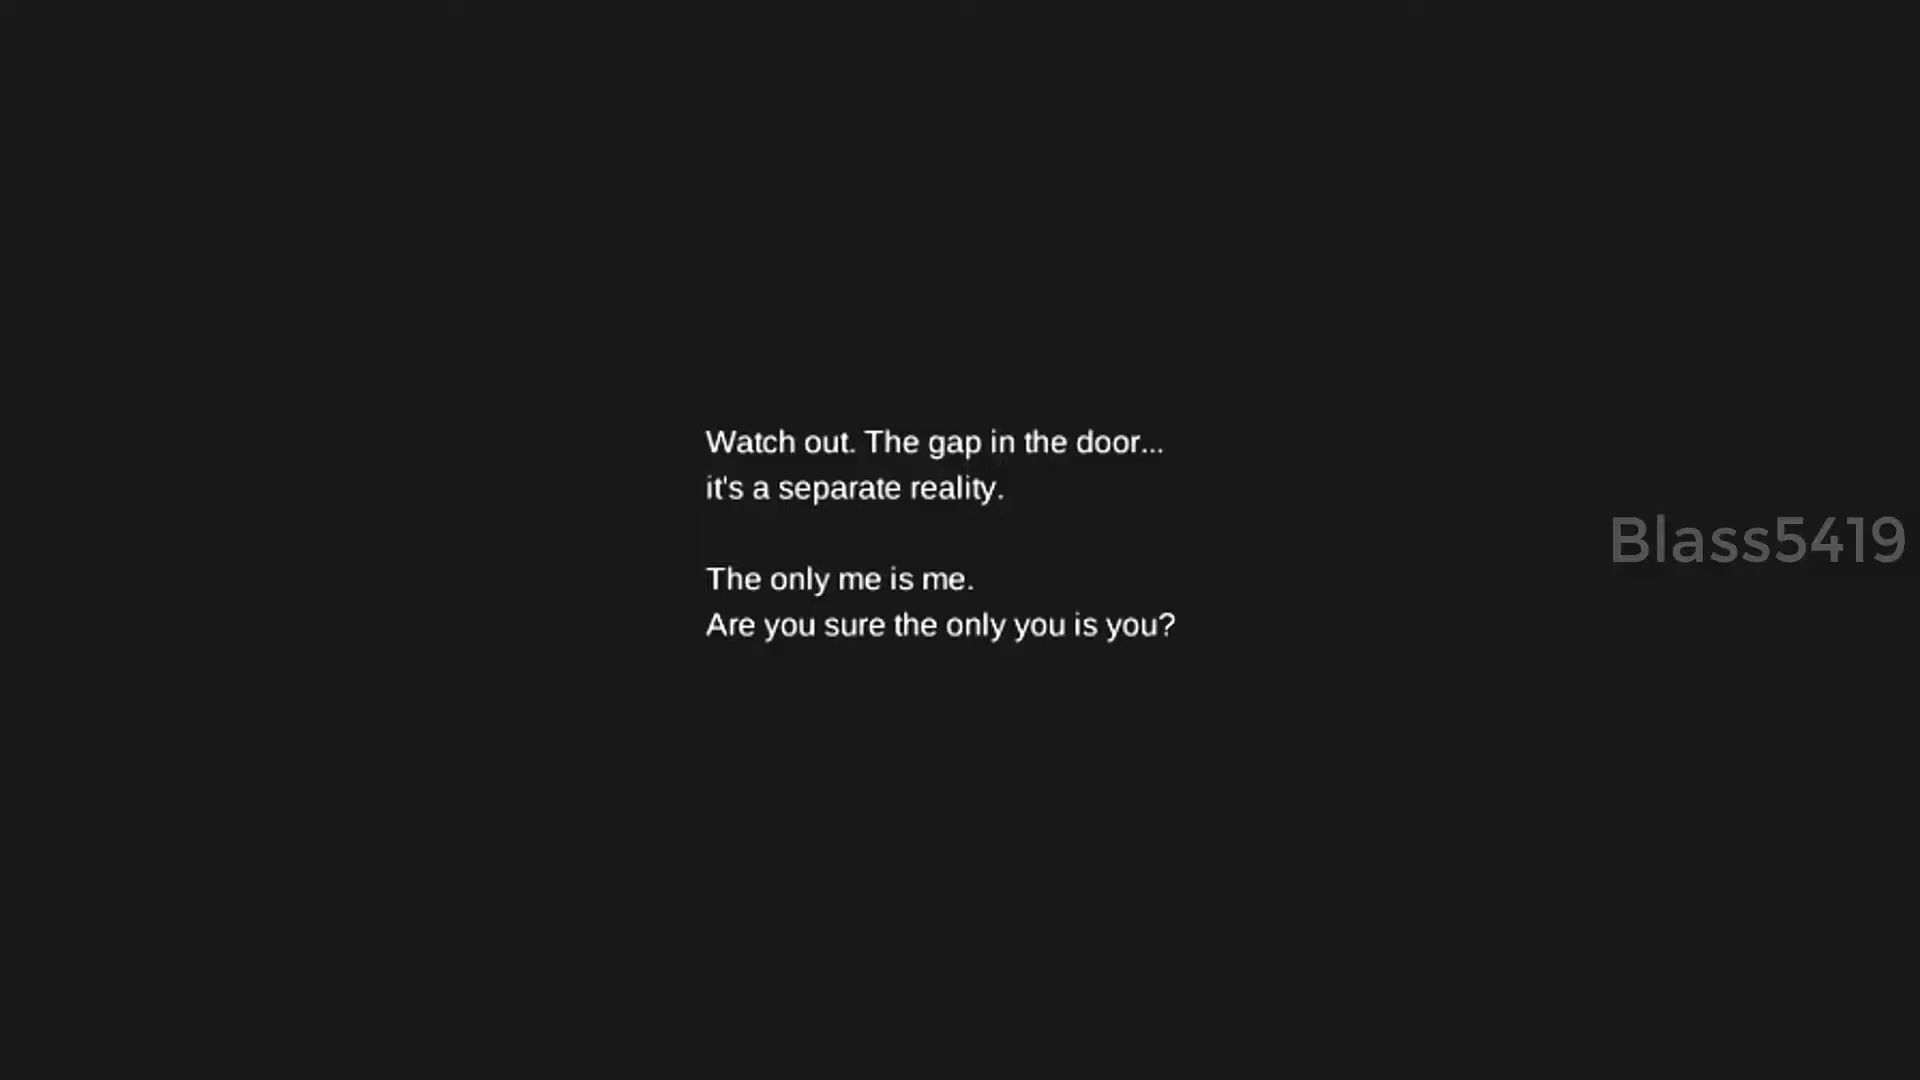 Watch out. The gap in the door...
it's a separate reality.
The only me is me.
Are you sure the only you is you?
Blass5419